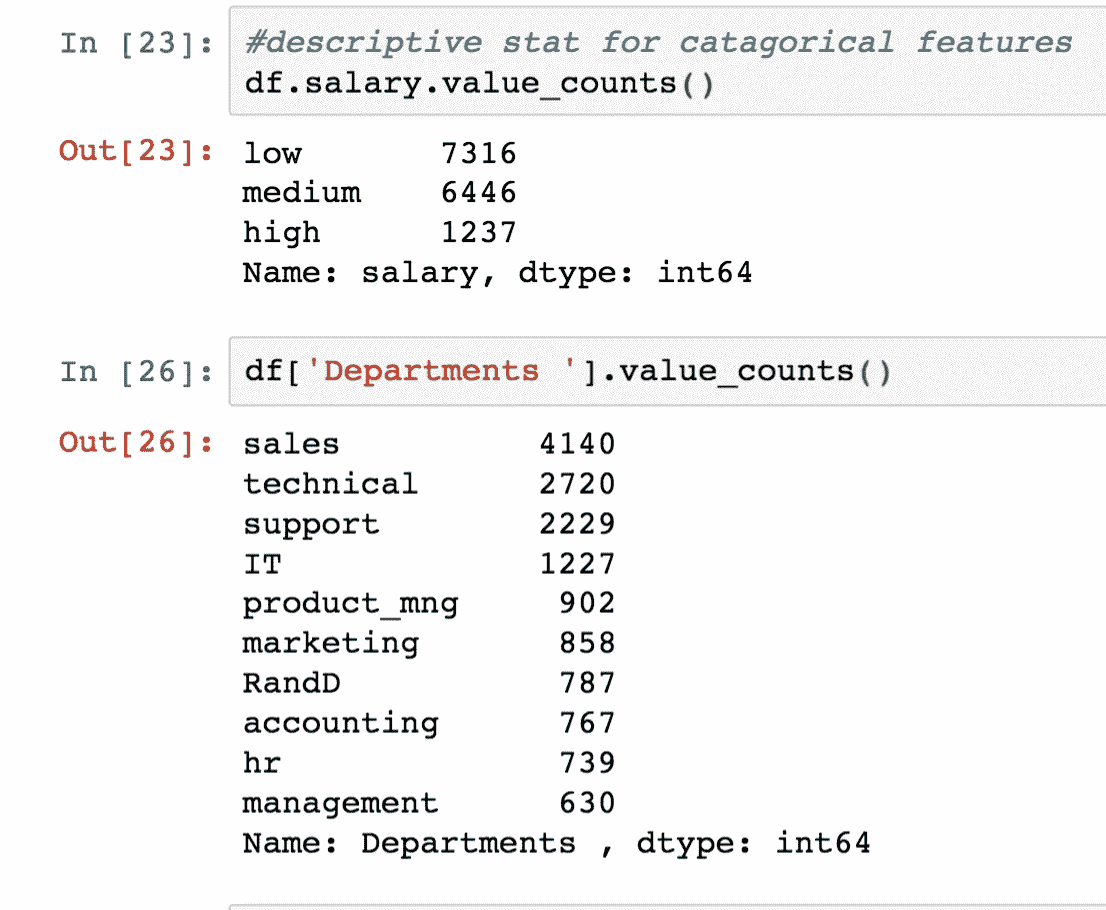 In [23]: #descriptive stat for catagorical features
df.salary.value_counts()
Out[23]: low 7316
medium 6446
high 1237
Name: salary, dtype: int64
In [26]: df['Departments '].value_counts()
Out[26]: sales 4140
technical 2720
support 2229
IT 1227
product_mng 902
marketing 858
RandD 787
accounting 767
hr 739
management 630
Name: Departments , dtype: int64